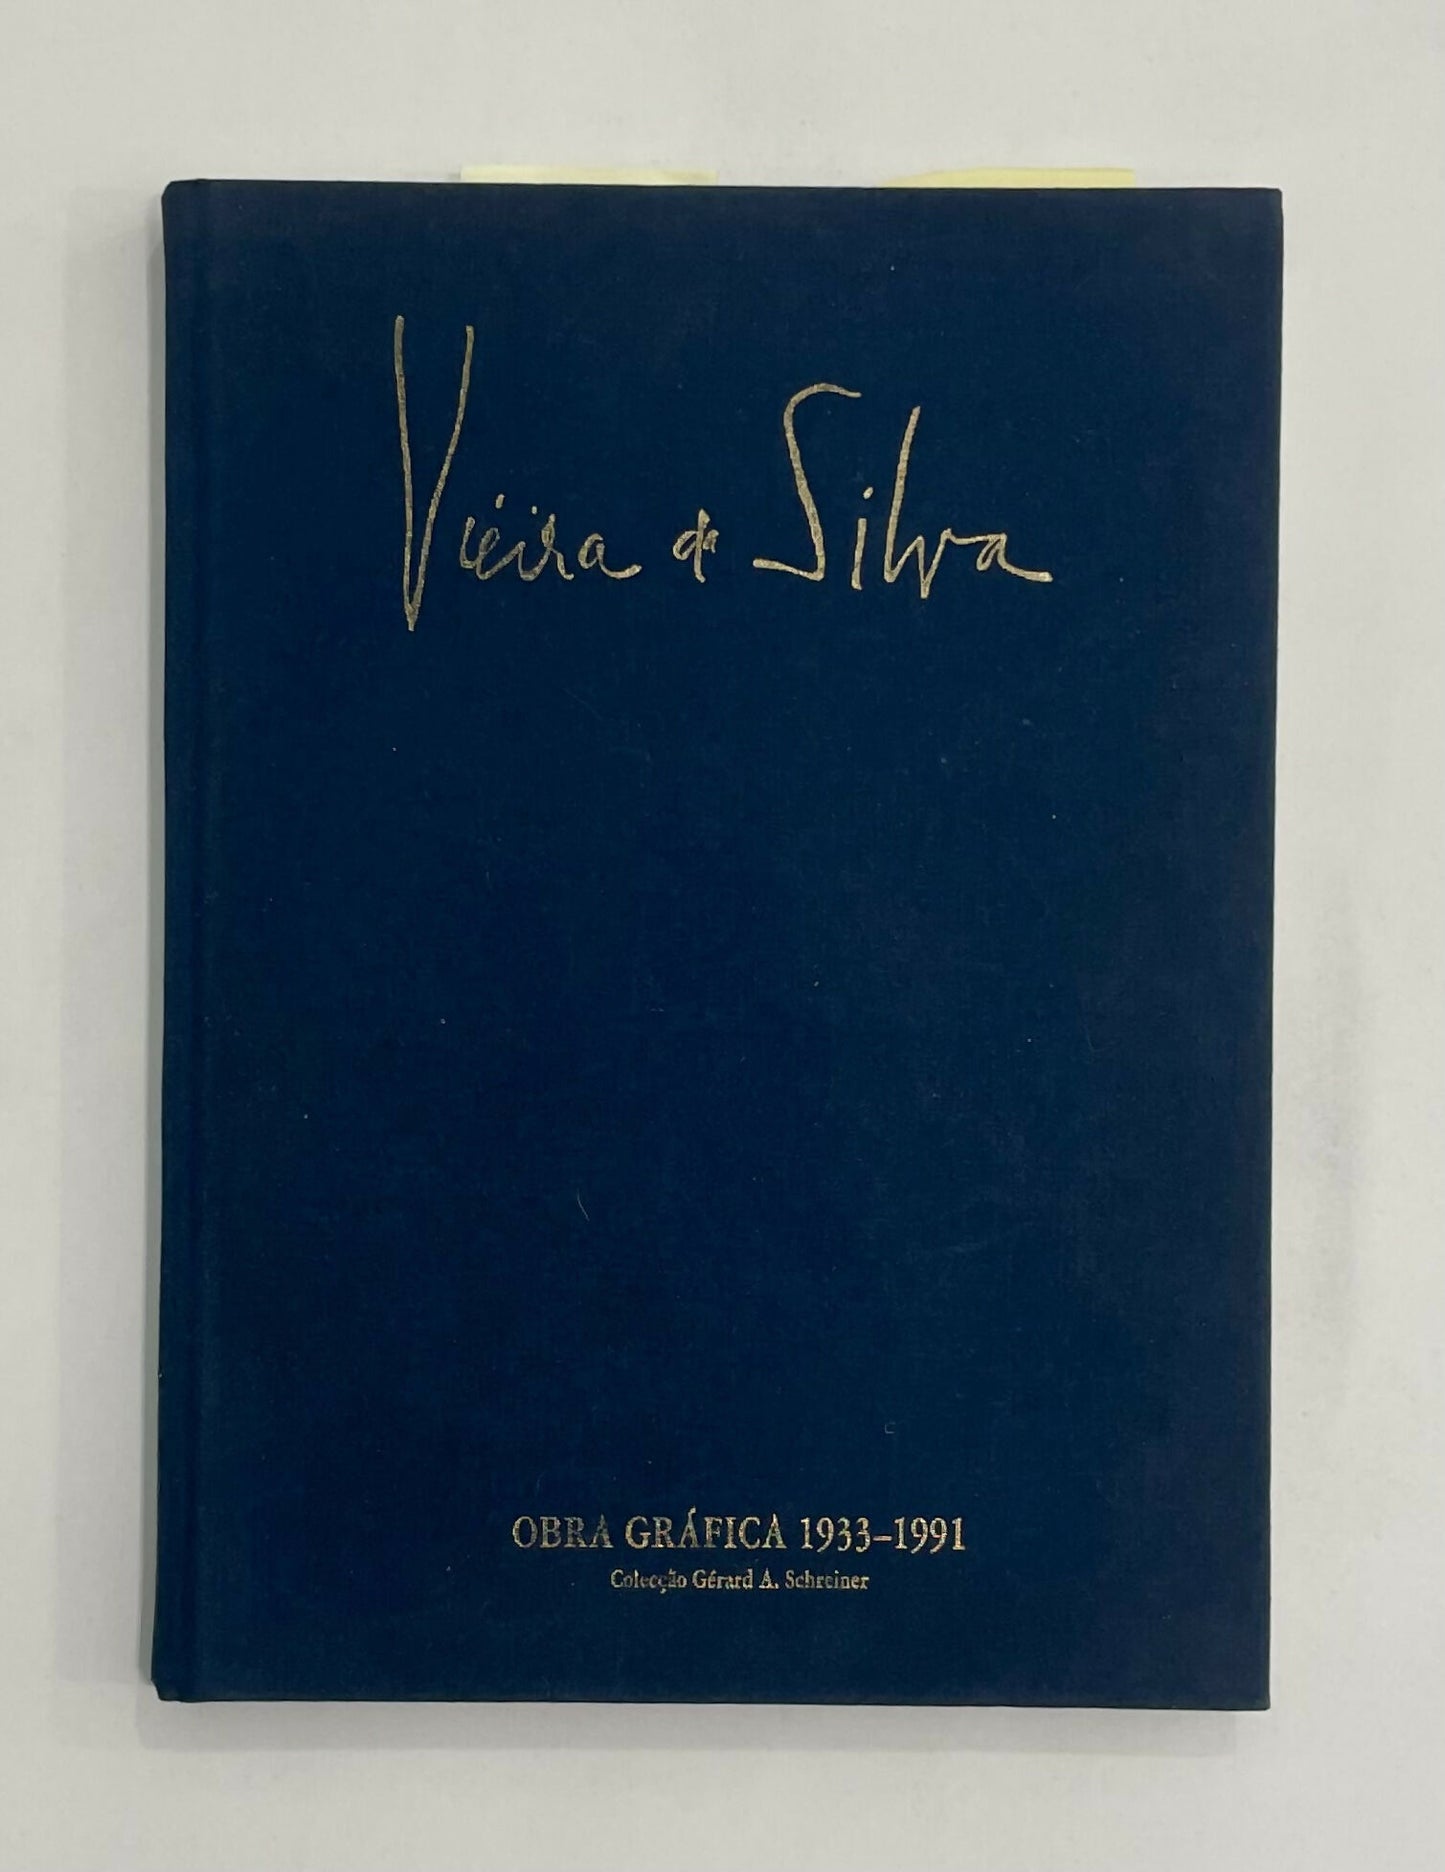 Vieira da Silva
OBRA GRÁFICA 1933–1991
Colecção Gérard A. Schreiner